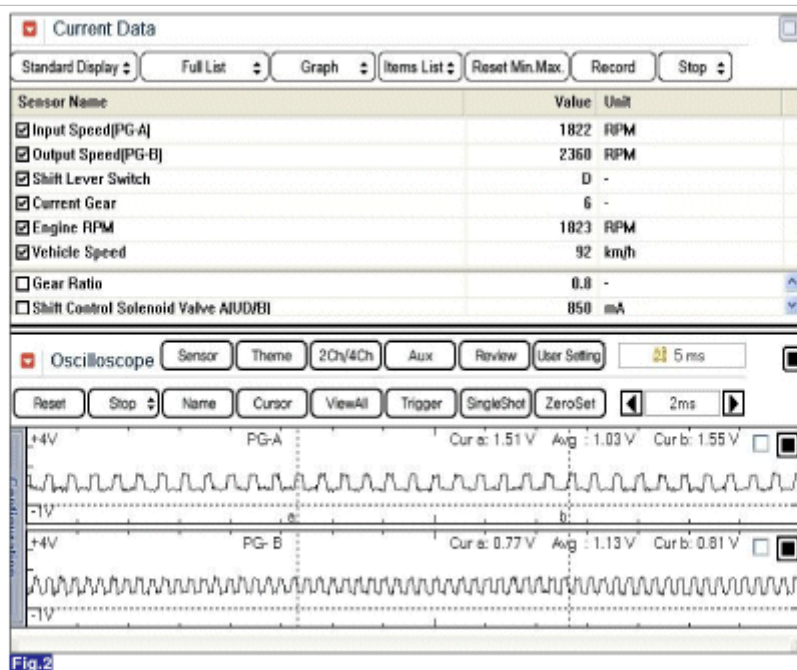 Current Data
Standard Display Full List Graph Items List Reset Min.Max. Record Stop
Sensor Name Value Unit
Input Speed(PG-A) 1822 RPM
Output Speed(PG-B) 2360 RPM
Shift Lever Switch D -
Current Gear 6 -
Engine RPM 1823 RPM
Vehicle Speed 92 km/h
Gear Ratio 0.8 -
Shift Control Solenoid Valve A(UD/B) 850 mA
Oscilloscope Sensor Theme 2Ch/4Ch Aux Review User Setting 5 ms
Reset Stop Name Cursor ViewAll Trigger SingleShot ZeroSet 2ms
+4V PG-A Cur a: 1.51 V Avg : 1.03 V Cur b: 1.55 V
-1V a b
+4V PG- B Cur a: 0.77 V Avg : 1.13 V Cur b: 0.81 V
-1V
Fig.2